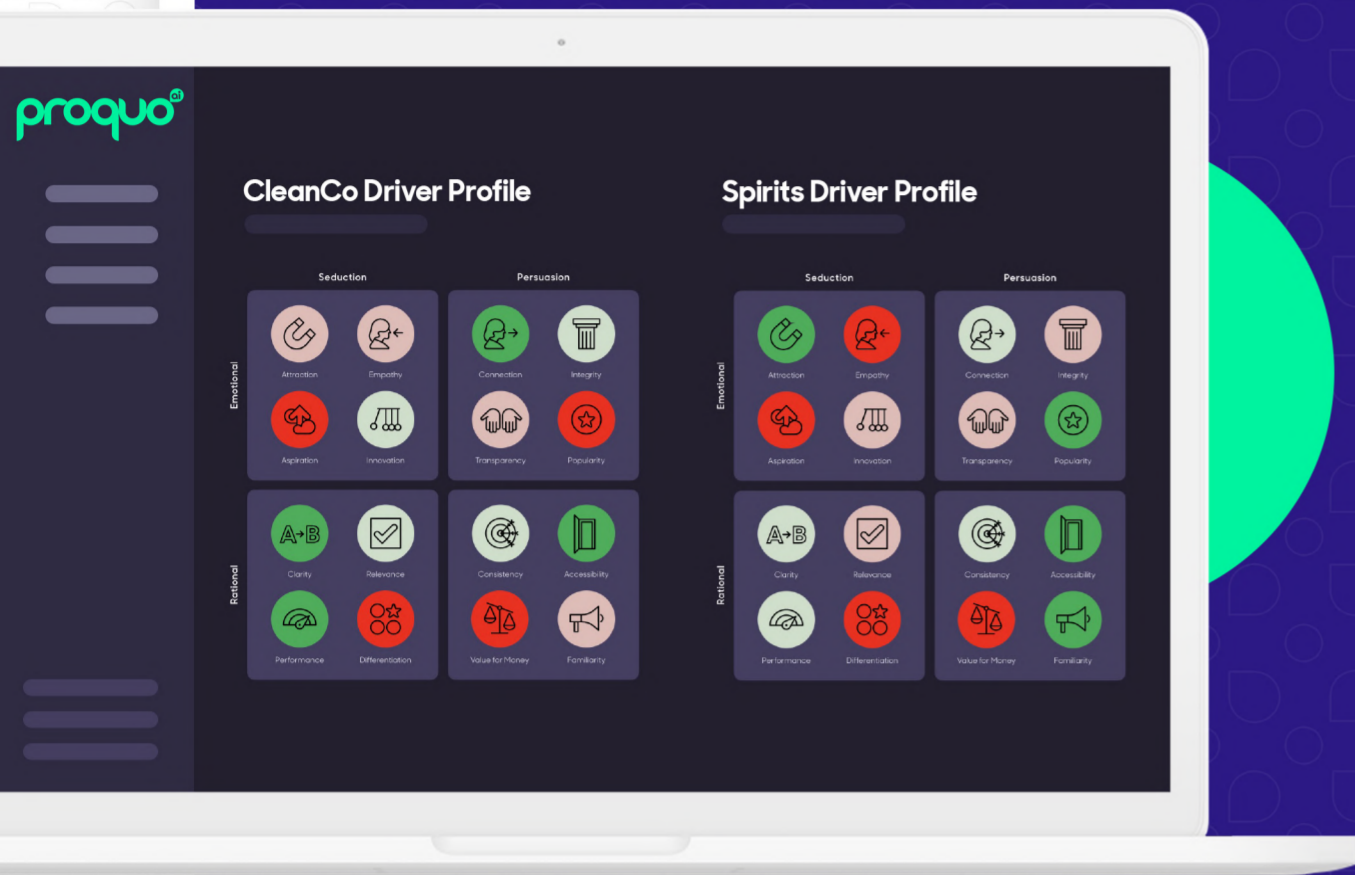 proquo ai
CleanCo Driver Profile
Seduction
Persuasion
Emotional
Attraction
Empathy
Connection
Integrity
Aspiration
Innovation
Transparency
Popularity
Rational
A→B
Clarity
Relevance
Consistency
Accessibility
Performance
Differentiation
Value for Money
Familiarity
Spirits Driver Profile
Seduction
Persuasion
Emotional
Attraction
Empathy
Connection
Integrity
Aspiration
Innovation
Transparency
Popularity
Rational
A→B
Clarity
Relevance
Consistency
Accessibility
Performance
Differentiation
Value for Money
Familiarity